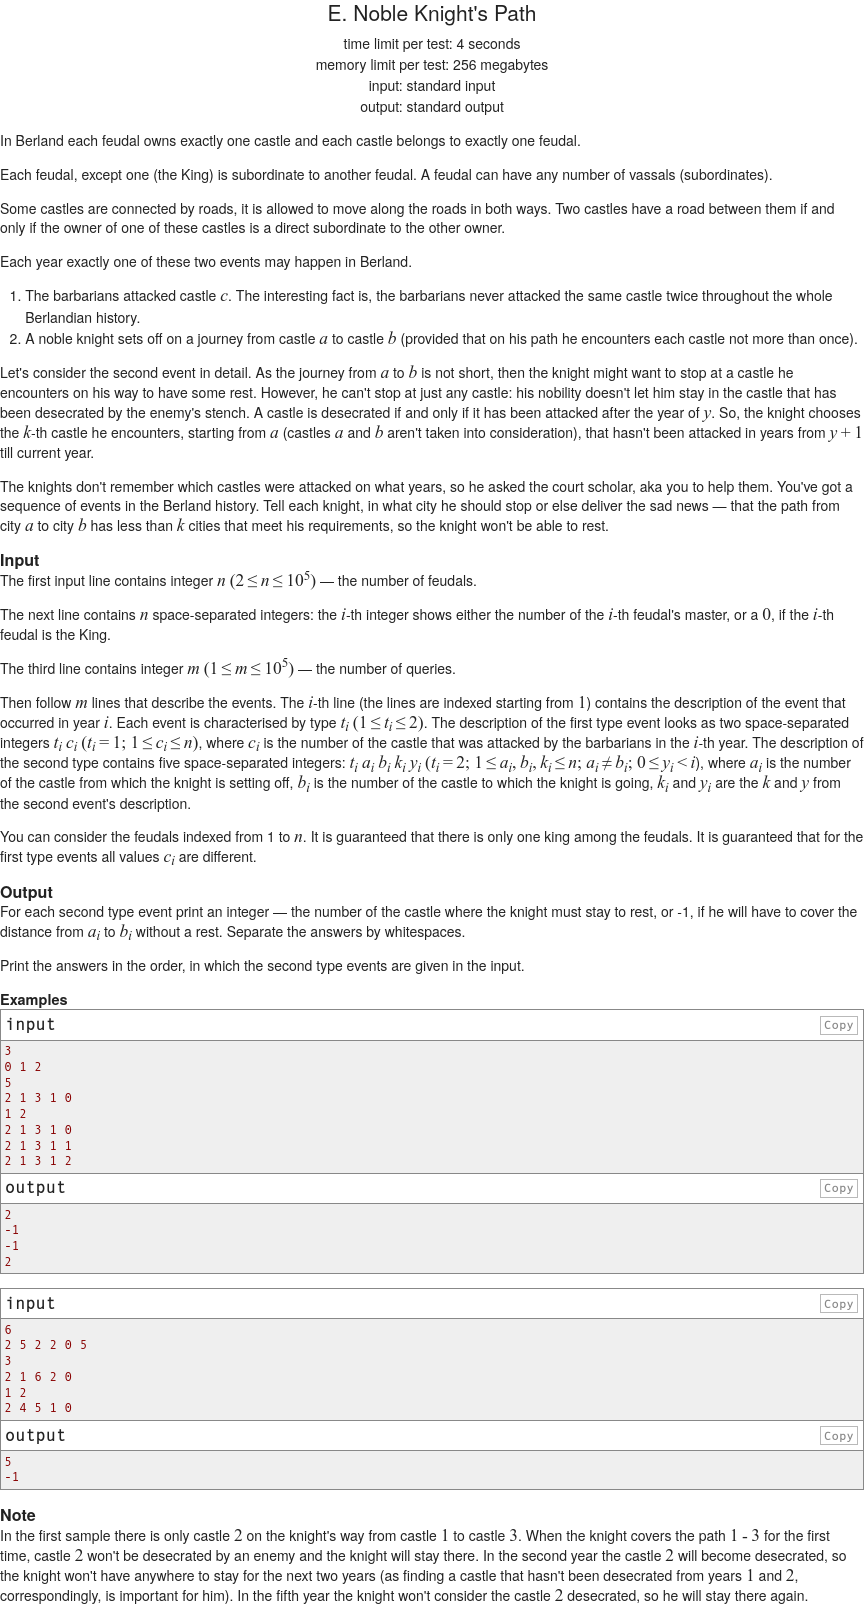 E. Noble Knight's Path
time limit per test: 4 seconds
memory limit per test: 256 megabytes
input: standard input
output: standard output
In Berland each feudal owns exactly one castle and each castle belongs to exactly one feudal.
Each feudal, except one (the King) is subordinate to another feudal. A feudal can have any number of vassals (subordinates).
Some castles are connected by roads, it is allowed to move along the roads in both ways. Two castles have a road between them if and
only if the owner of one of these castles is a direct subordinate to the other owner.
Each year exactly one of these two events may happen in Berland.
1. The barbarians attacked castle c. The interesting fact is, the barbarians never attacked the same castle twice throughout the whole
Berlandian history.
2. A noble knight sets off on a journey from castle a to castle b (provided that on his path he encounters each castle not more than once).
Let's consider the second event in detail. As the journey from a to b is not short, then the knight might want to stop at a castle he
encounters on his way to have some rest. However, he can't stop at just any castle: his nobility doesn't let him stay in the castle that has
been desecrated by the enemy's stench. A castle is desecrated if and only if it has been attacked after the year of y. So, the knight chooses
the k-th castle he encounters, starting from a (castles a and b aren't taken into consideration), that hasn't been attacked in years from y + 1
till current year.
The knights don't remember which castles were attacked on what years, so he asked the court scholar, aka you to help them. You've got a
sequence of events in the Berland history. Tell each knight, in what city he should stop or else deliver the sad news — that the path from
city a to city b has less than k cities that meet his requirements, so the knight won't be able to rest.
Input
The first input line contains integer n (2 ≤ n ≤ 10^5) — the number of feudals.
The next line contains n space-separated integers: the i-th integer shows either the number of the i-th feudal's master, or a 0, if the i-th
feudal is the King.
The third line contains integer m (1 ≤ m ≤ 10^5) — the number of queries.
Then follow m lines that describe the events. The i-th line (the lines are indexed starting from 1) contains the description of the event that
occurred in year i. Each event is characterised by type t_i (1 ≤ t_i ≤ 2). The description of the first type event looks as two space-separated
integers t_i c_i (t_i = 1; 1 ≤ c_i ≤ n), where c_i is the number of the castle that was attacked by the barbarians in the i-th year. The description of
the second type contains five space-separated integers: t_i a_i b_i k_i y_i (t_i = 2; 1 ≤ a_i, b_i, k_i ≤ n; a_i ≠ b_i; 0 ≤ y_i < i), where a_i is the number
of the castle from which the knight is setting off, b_i is the number of the castle to which the knight is going, k_i and y_i are the k and y from
the second event's description.
You can consider the feudals indexed from 1 to n. It is guaranteed that there is only one king among the feudals. It is guaranteed that for the
first type events all values c_i are different.
Output
For each second type event print an integer — the number of the castle where the knight must stay to rest, or -1, if he will have to cover the
distance from a_i to b_i without a rest. Separate the answers by whitespaces.
Print the answers in the order, in which the second type events are given in the input.
Examples
input Copy
3
0 1 2
5
2 1 3 1 0
1 2
2 1 3 1 0
2 1 3 1 1
2 1 3 1 2
output Copy
2
-1
-1
2
input Copy
6
2 5 2 2 0 5
3
2 1 6 2 0
1 2
2 4 5 1 0
output Copy
5
-1
Note
In the first sample there is only castle 2 on the knight's way from castle 1 to castle 3. When the knight covers the path 1 - 3 for the first
time, castle 2 won't be desecrated by an enemy and the knight will stay there. In the second year the castle 2 will become desecrated, so
the knight won't have anywhere to stay for the next two years (as finding a castle that hasn't been desecrated from years 1 and 2,
correspondingly, is important for him). In the fifth year the knight won't consider the castle 2 desecrated, so he will stay there again.